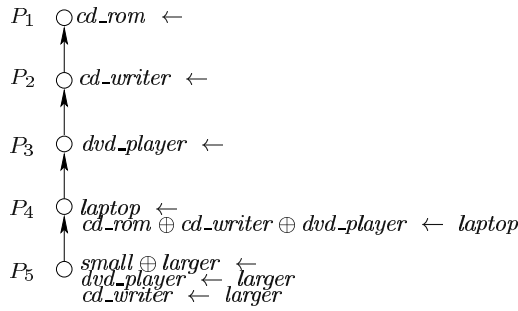 P₁ cd_rom ←
P₂ cd_writer ←
P₃ dvd_player ←
P₄ laptop ←
cd_rom ⊕ cd_writer ⊕ dvd_player ← laptop
P₅ small ⊕ larger ←
dvd_player ← larger
cd_writer ← larger